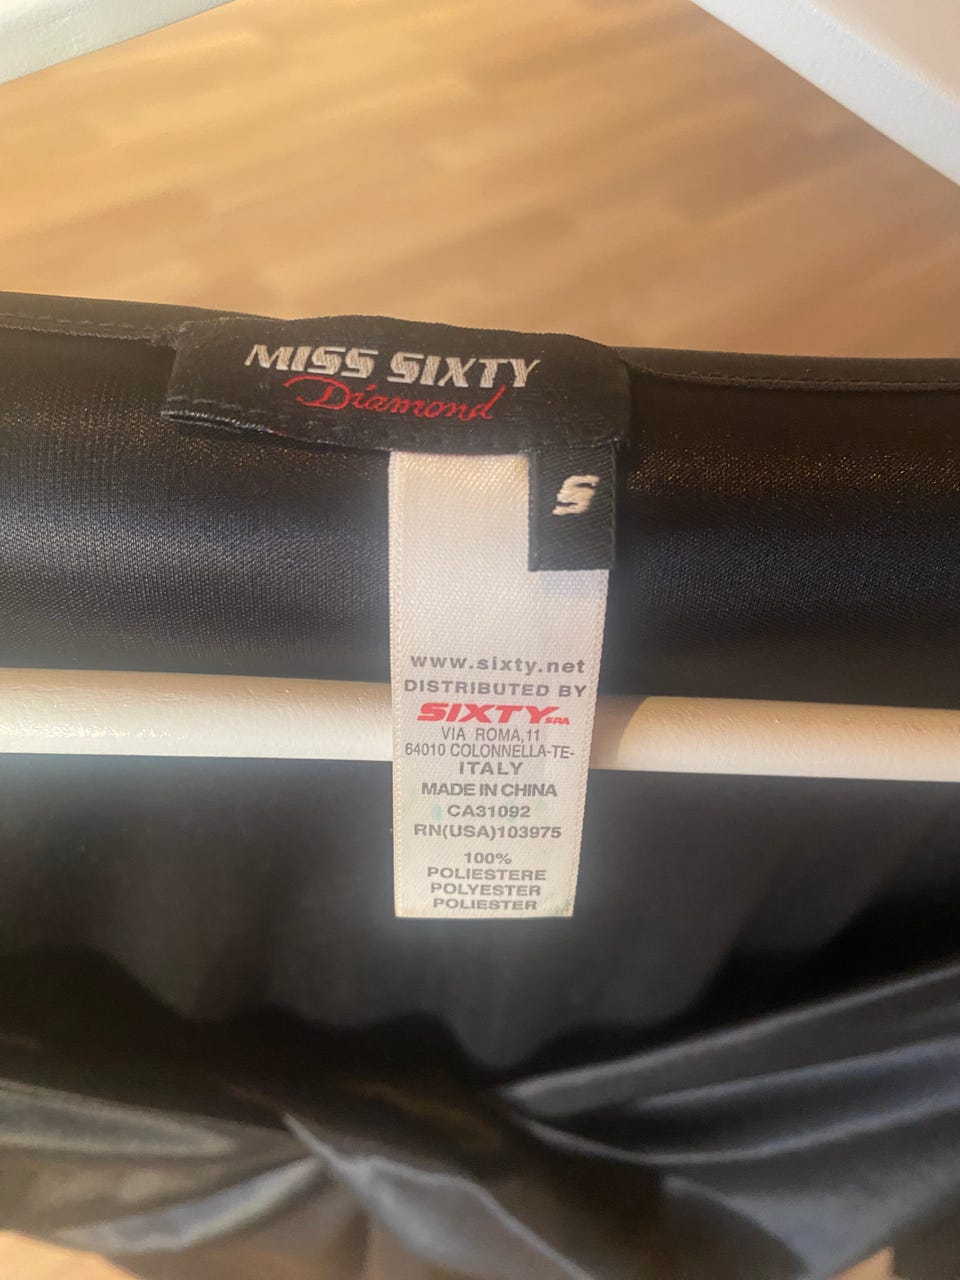 MISS SIXTY
Diamond
S
www.sixty.net
DISTRIBUTED BY
SIXTY SPA
VIA ROMA,11
64010 COLONNELLA-TE-
ITALY
MADE IN CHINA
CA31092
RN(USA)103975
100%
POLIESTERE
POLYESTER
POLIESTER